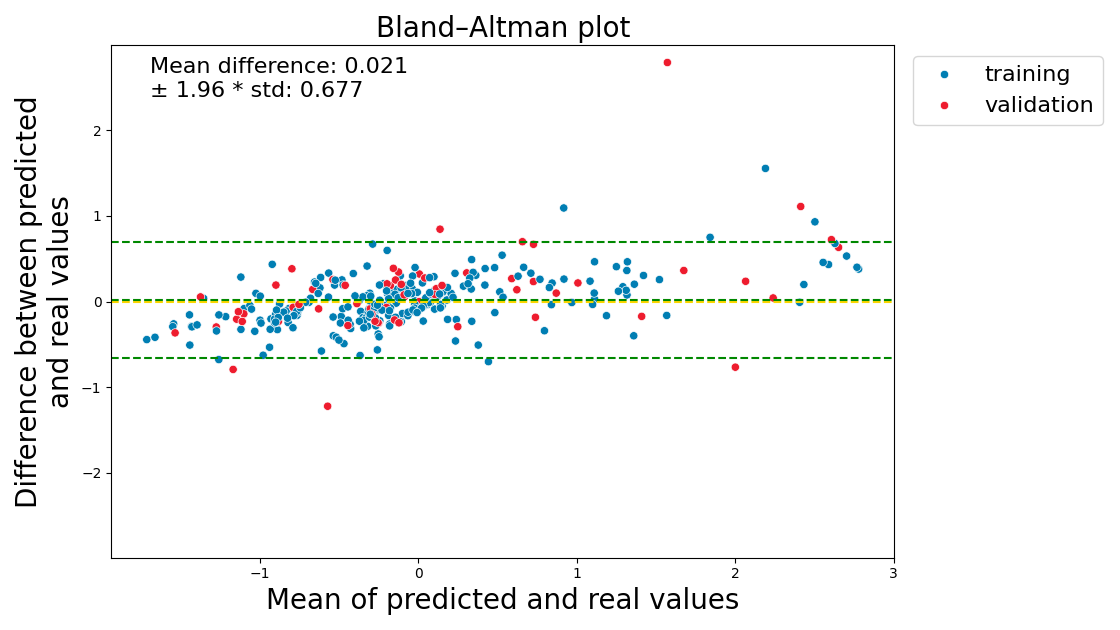 Bland–Altman plot
Mean difference: 0.021
± 1.96 * std: 0.677
training
validation
Difference between predicted
and real values
2
1
0
−1
−2
−1
0
1
2
3
Mean of predicted and real values